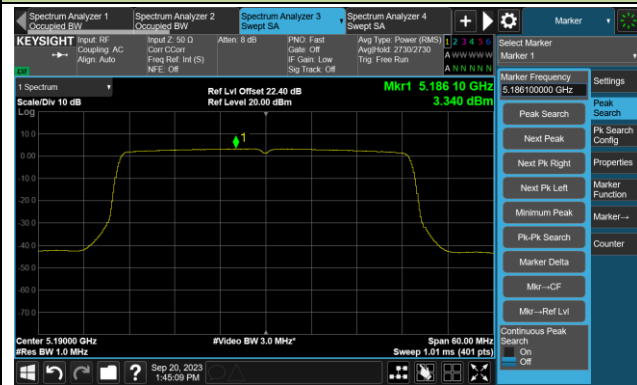 Spectrum Analyzer 1
Occupied BW
Spectrum Analyzer 2
Occupied BW
Spectrum Analyzer 3
Swept SA
Spectrum Analyzer 4
Swept SA
Marker
KEYSIGHT
Input: RF
Coupling: AC
Align: Auto
Input Z: 50 Ω
Corr CCorr
Freq Ref: Int (S)
NFE: Off
Atten: 8 dB
PNO: Fast
Gate: Off
IF Gain: Low
Sig Track: Off
Avg Type: Power (RMS)
Avg|Hold: 2730/2730
Trig: Free Run
1 2 3 4 5 6
A W W W W W
A N N N N N
Select Marker
Marker 1
1 Spectrum
Scale/Div 10 dB
Log
Ref Lvl Offset 22.40 dB
Ref Level 20.00 dBm
Mkr1 5.186 10 GHz
3.340 dBm
10.0
0.00
-10.0
-20.0
-30.0
-40.0
-50.0
-60.0
-70.0
1
Center 5.19000 GHz
#Res BW 1.0 MHz
#Video BW 3.0 MHz*
Span 60.00 MHz
Sweep 1.01 ms (401 pts)
Marker Frequency
5.186100000 GHz
Peak Search
Next Peak
Next Pk Right
Next Pk Left
Minimum Peak
Pk-Pk Search
Marker Delta
Mkr→CF
Mkr→Ref Lvl
Continuous Peak
Search
On
Off
Settings
Peak
Search
Pk Search
Config
Properties
Marker
Function
Marker→
Counter
Sep 20, 2023
1:45:09 PM